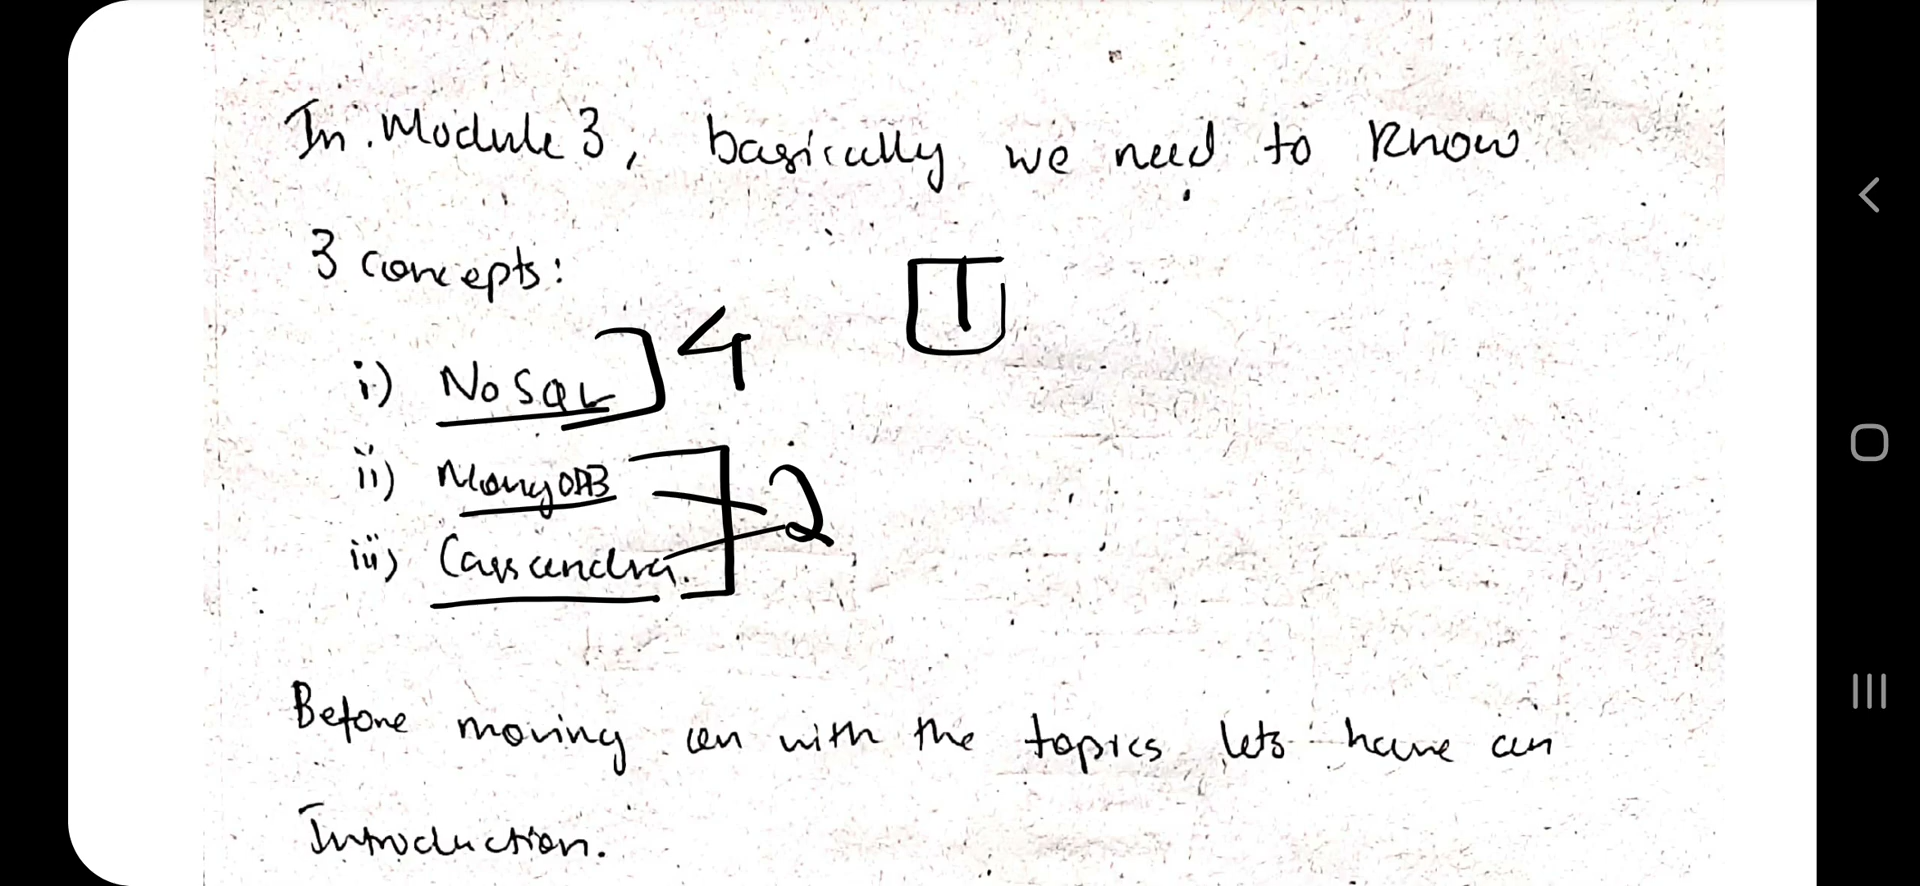 In Module 3, basically we need to know
3 concepts:
1
i) NoSQL
4
ii) MongoDB
2
iii) Cassandra.
Before moving on with the topics lets have an
Introduction.